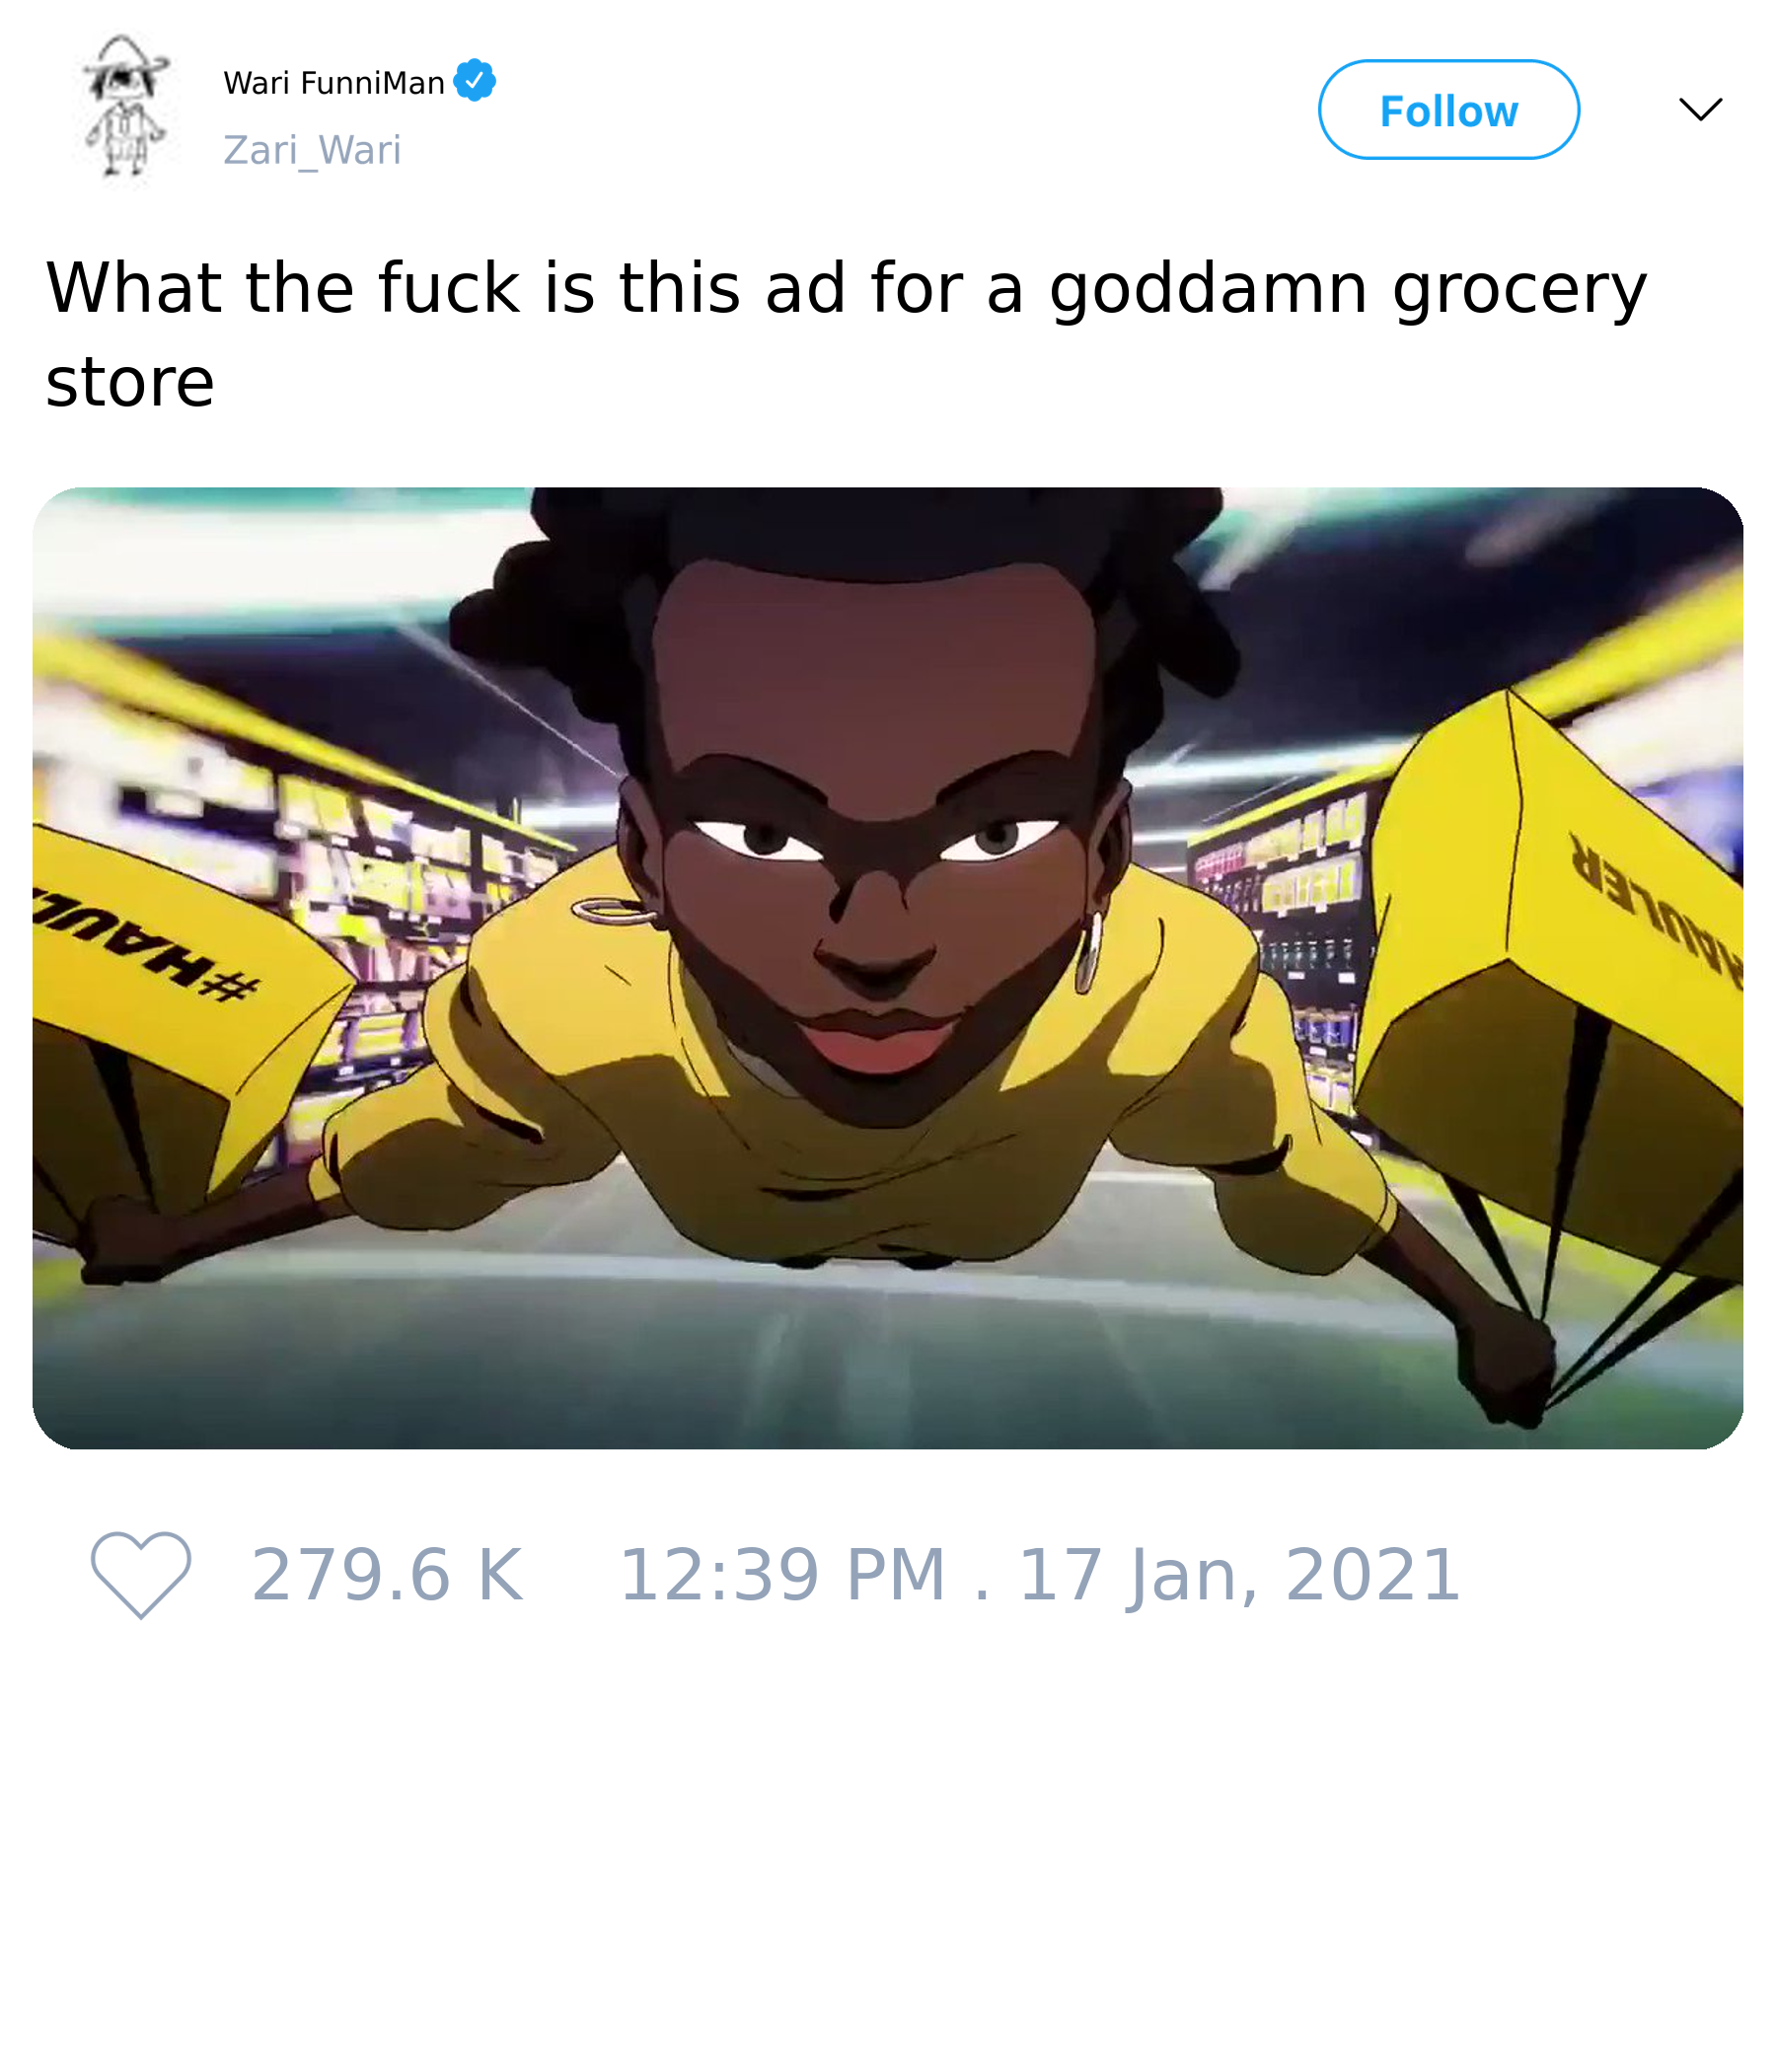 Wari FunniMan
Follow
Zari_Wari
What the fuck is this ad for a goddamn grocery
store
#HAUL
HAULER
279.6 K 12:39 PM . 17 Jan, 2021